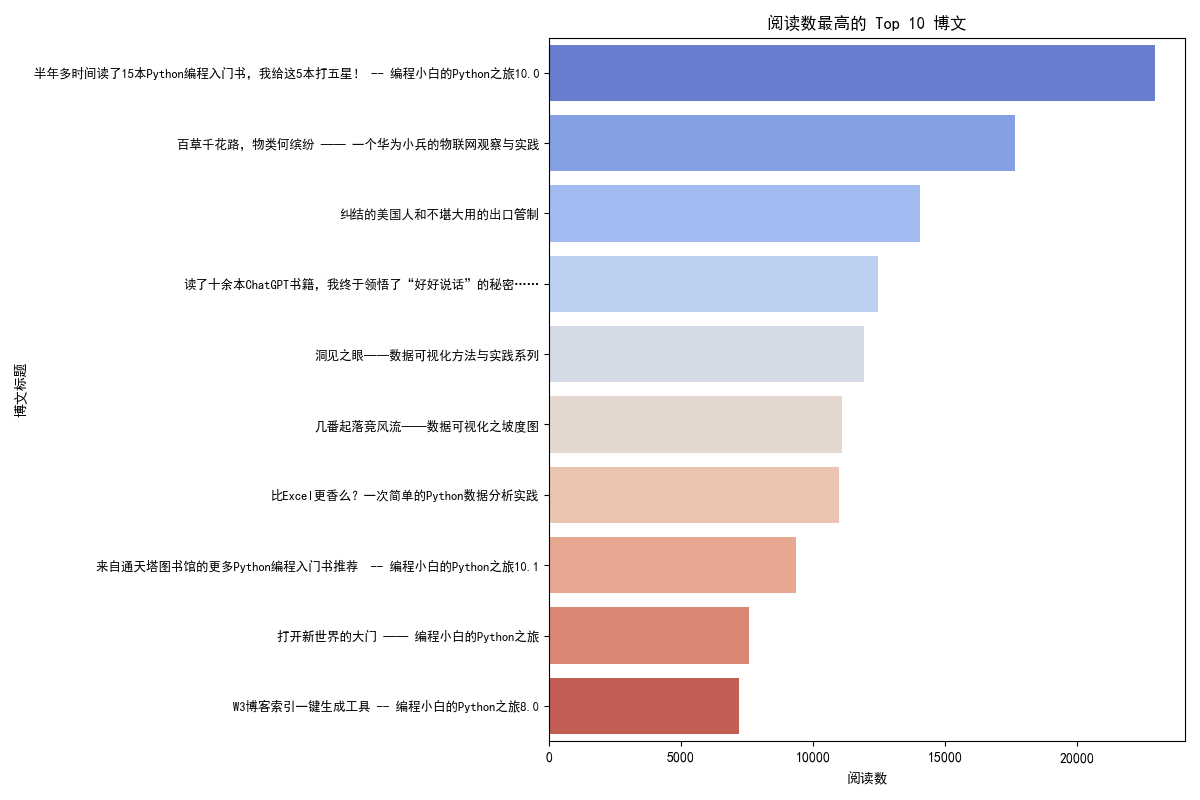 阅读数最高的 Top 10 博文
半年多时间读了15本Python编程入门书，我给这5本打五星！ -- 编程小白的Python之旅10.0
百草千花路，物类何缤纷 —— 一个华为小兵的物联网观察与实践
纠结的美国人和不堪大用的出口管制
读了十余本ChatGPT书籍，我终于领悟了“好好说话”的秘密……
洞见之眼——数据可视化方法与实践系列
几番起落竞风流——数据可视化之坡度图
比Excel更香么？一次简单的Python数据分析实践
来自通天塔图书馆的更多Python编程入门书推荐  -- 编程小白的Python之旅10.1
打开新世界的大门 —— 编程小白的Python之旅
W3博客索引一键生成工具 -- 编程小白的Python之旅8.0
博文标题
0 5000 10000 15000 20000
阅读数